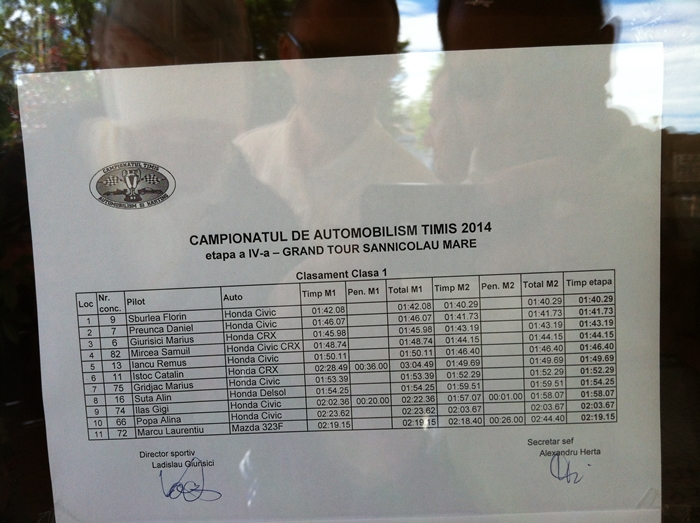 CAMPIONATUL TIMIS
AUTOMOBILISM SI KARTING
CAMPIONATUL DE AUTOMOBILISM TIMIS 2014
etapa a IV-a – GRAND TOUR SANNICOLAU MARE
Clasament Clasa 1
Loc Nr. conc. Pilot Auto Timp M1 Pen. M1 Total M1 Timp M2 Pen. M2 Total M2 Timp etapa
1 9 Sburlea Florin Honda Civic 01:42.08 01:42.08 01:40.29 01:40.29 01:40.29
2 7 Preunca Daniel Honda Civic 01:46.07 01:46.07 01:41.73 01:41.73 01:41.73
3 6 Giurisici Marius Honda CRX 01:45.98 01:45.98 01:43.19 01:43.19 01:43.19
4 82 Mircea Samuil Honda Civic CRX 01:48.74 01:48.74 01:44.15 01:44.15 01:44.15
5 13 Iancu Remus Honda Civic 01:50.11 01:50.11 01:46.40 01:46.40 01:46.40
6 11 Istoc Catalin Honda CRX 02:28.49 00:36.00 03:04.49 01:49.69 01:49.69 01:49.69
7 75 Gridjac Marius Honda Civic 01:53.39 01:53.39 01:52.29 01:52.29 01:52.29
8 16 Suta Alin Honda Delsol 01:54.25 01:54.25 01:59.51 01:59.51 01:54.25
9 74 Ilas Gigi Honda Civic 02:02.36 00:20.00 02:22.36 01:57.07 00:01.00 01:58.07 01:58.07
10 66 Popa Alina Honda Civic 02:23.62 02:23.62 02:03.67 02:03.67 02:03.67
11 72 Marcu Laurentiu Mazda 323F 02:19.15 02:19.15 02:18.40 00:26.00 02:44.40 02:19.15
Director sportiv
Ladislau Giurisici
Secretar sef
Alexandru Herta